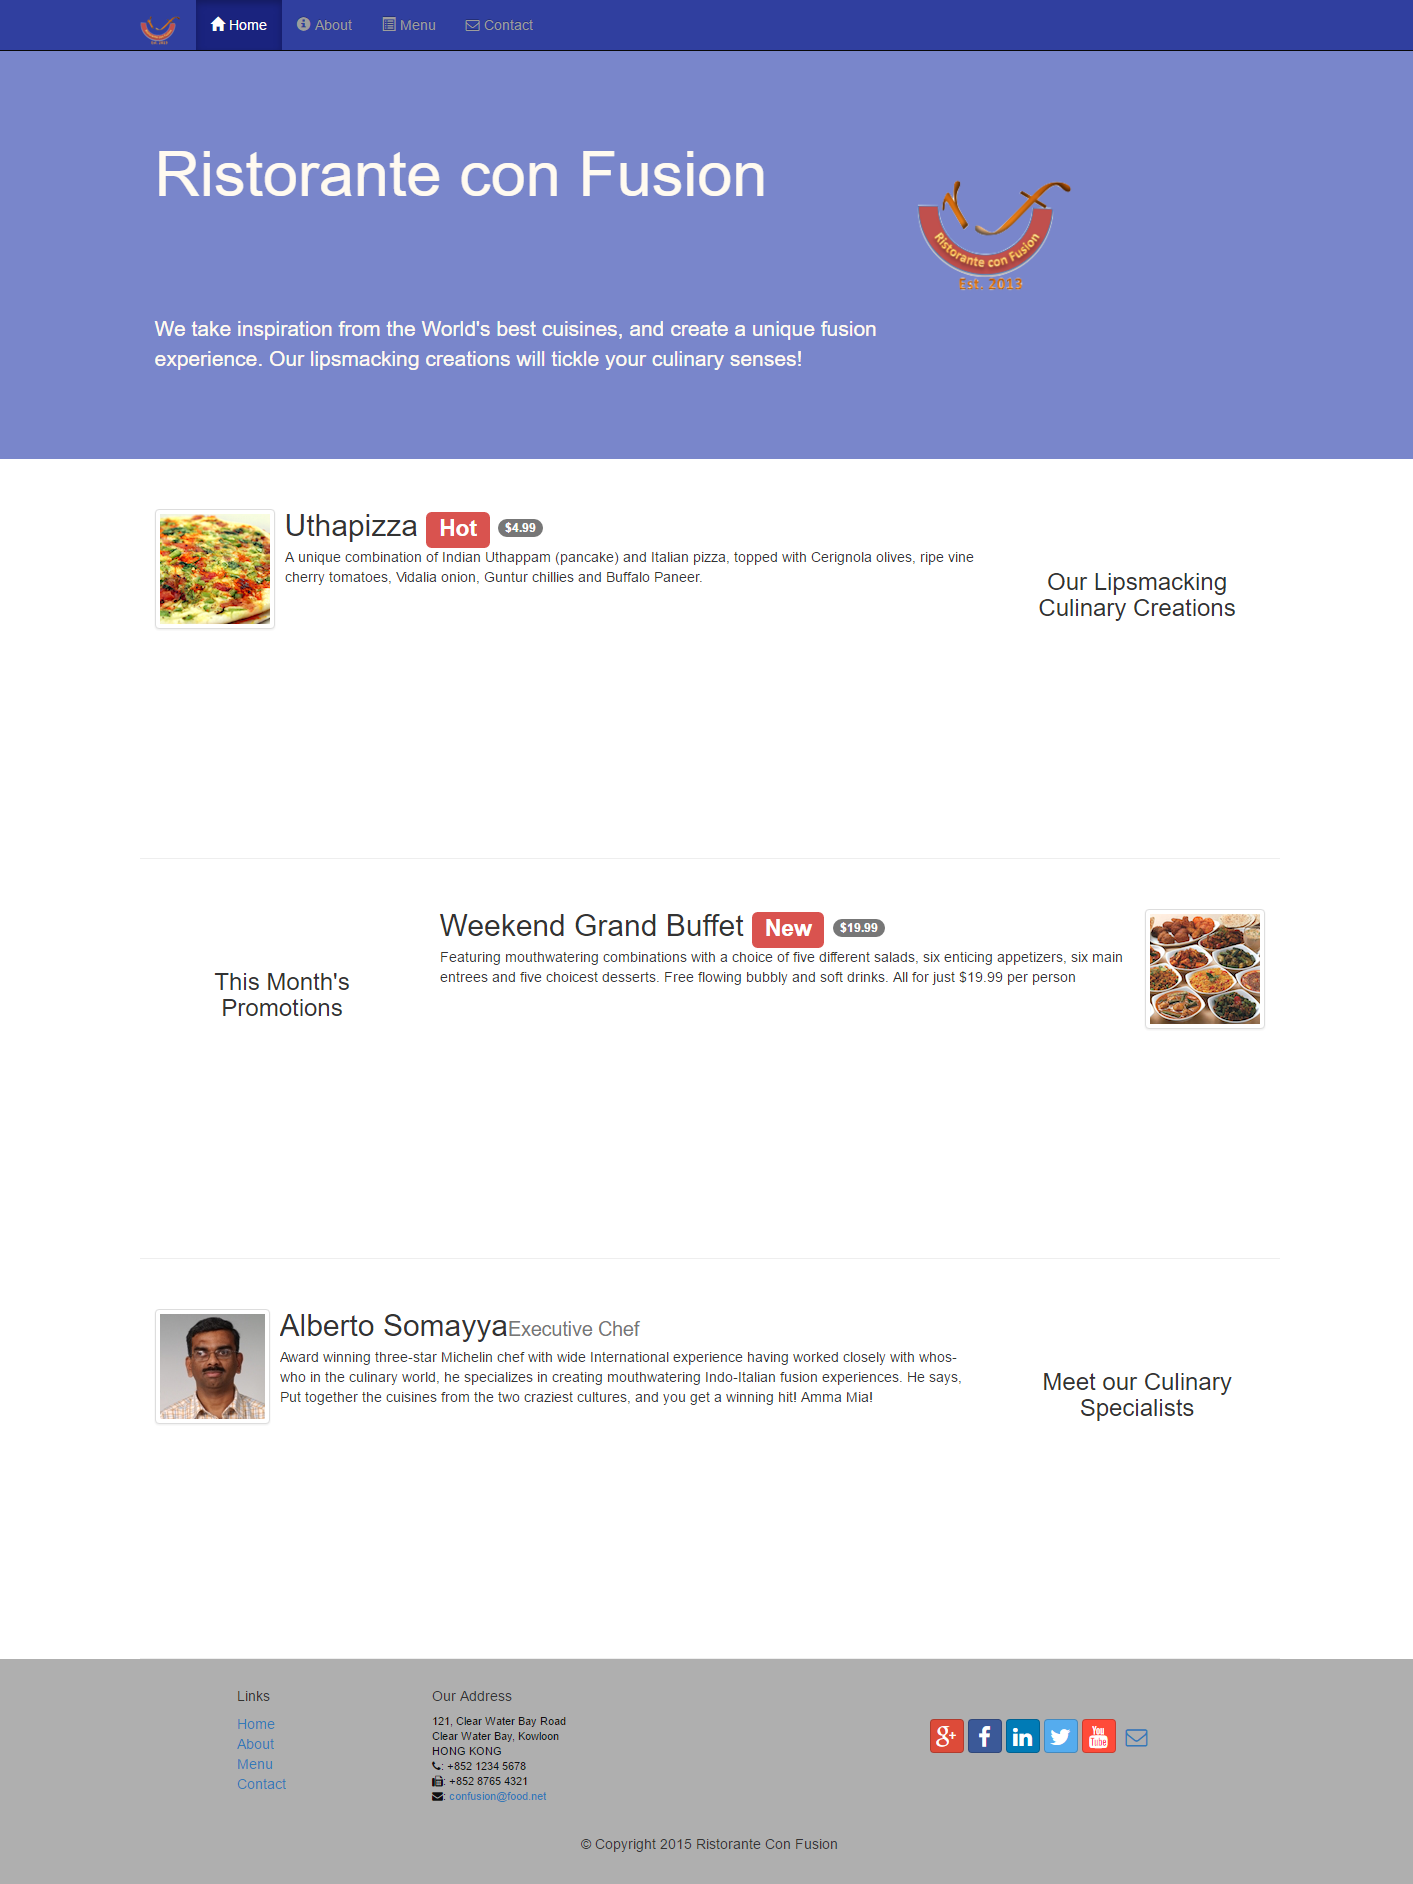 Home About Menu Contact
Ristorante con Fusion
Ristorante con Fusion
Est. 2013
We take inspiration from the World's best cuisines, and create a unique fusion
experience. Our lipsmacking creations will tickle your culinary senses!
Uthapizza Hot $4.99
A unique combination of Indian Uthappam (pancake) and Italian pizza, topped with Cerignola olives, ripe vine
cherry tomatoes, Vidalia onion, Guntur chillies and Buffalo Paneer.
Our Lipsmacking
Culinary Creations
This Month's
Promotions
Weekend Grand Buffet New $19.99
Featuring mouthwatering combinations with a choice of five different salads, six enticing appetizers, six main
entrees and five choicest desserts. Free flowing bubbly and soft drinks. All for just $19.99 per person
Alberto SomayyaExecutive Chef
Award winning three-star Michelin chef with wide International experience having worked closely with whos-
who in the culinary world, he specializes in creating mouthwatering Indo-Italian fusion experiences. He says,
Put together the cuisines from the two craziest cultures, and you get a winning hit! Amma Mia!
Meet our Culinary
Specialists
Links
Home
About
Menu
Contact
Our Address
121, Clear Water Bay Road
Clear Water Bay, Kowloon
HONG KONG
: +852 1234 5678
: +852 8765 4321
: confusion@food.net
g+ f in You Tube
© Copyright 2015 Ristorante Con Fusion